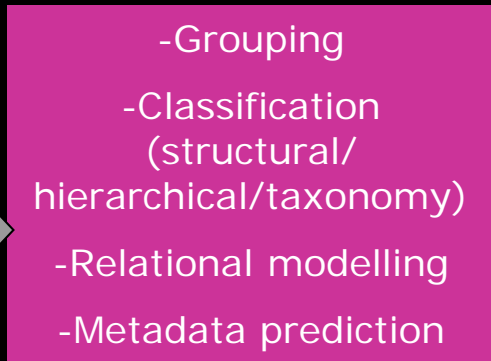 -Grouping
-Classification
(structural/
hierarchical/taxonomy)
-Relational modelling
-Metadata prediction